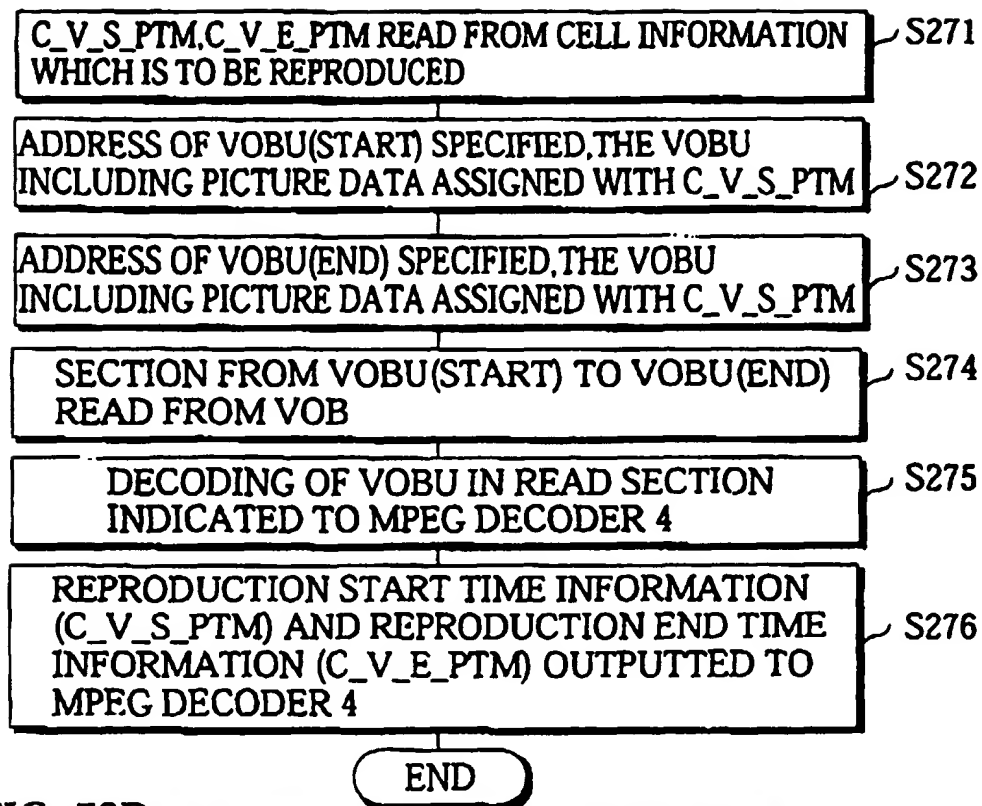 C_V_S_PTM,C_V_E_PTM READ FROM CELL INFORMATION
WHICH IS TO BE REPRODUCED
S271
ADDRESS OF VOBU(START) SPECIFIED,THE VOBU
INCLUDING PICTURE DATA ASSIGNED WITH C_V_S_PTM
S272
ADDRESS OF VOBU(END) SPECIFIED,THE VOBU
INCLUDING PICTURE DATA ASSIGNED WITH C_V_S_PTM
S273
SECTION FROM VOBU(START) TO VOBU(END)
READ FROM VOB
S274
DECODING OF VOBU IN READ SECTION
INDICATED TO MPEG DECODER 4
S275
REPRODUCTION START TIME INFORMATION
(C_V_S_PTM) AND REPRODUCTION END TIME
INFORMATION (C_V_E_PTM) OUTPUTTED TO
MPEG DECODER 4
S276
END